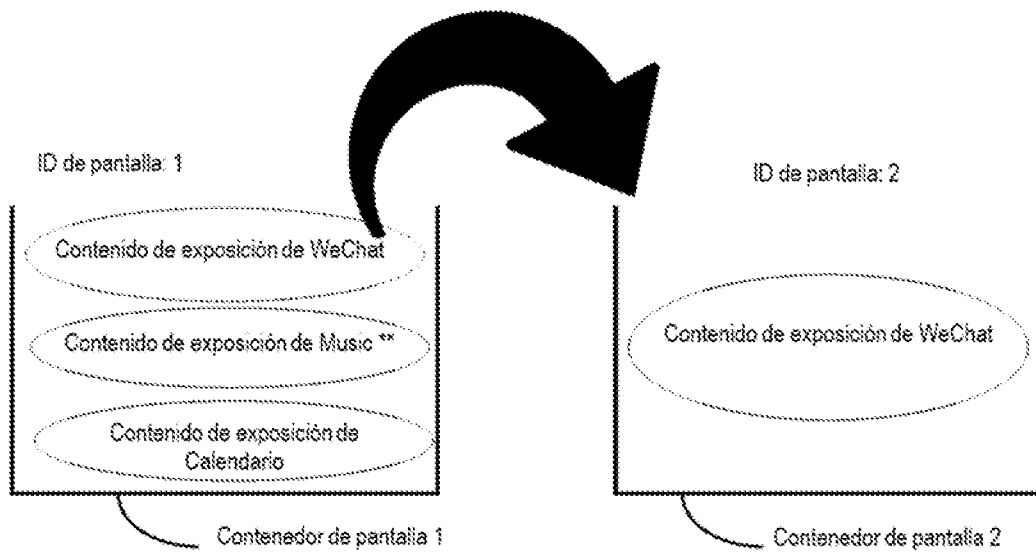 ID de pantalla: 1
ID de pantalla: 2
Contenido de exposición de WeChat
Contenido de exposición de Music **
Contenido de exposición de
Calendario
Contenido de exposición de WeChat
Contenedor de pantalla 1
Contenedor de pantalla 2